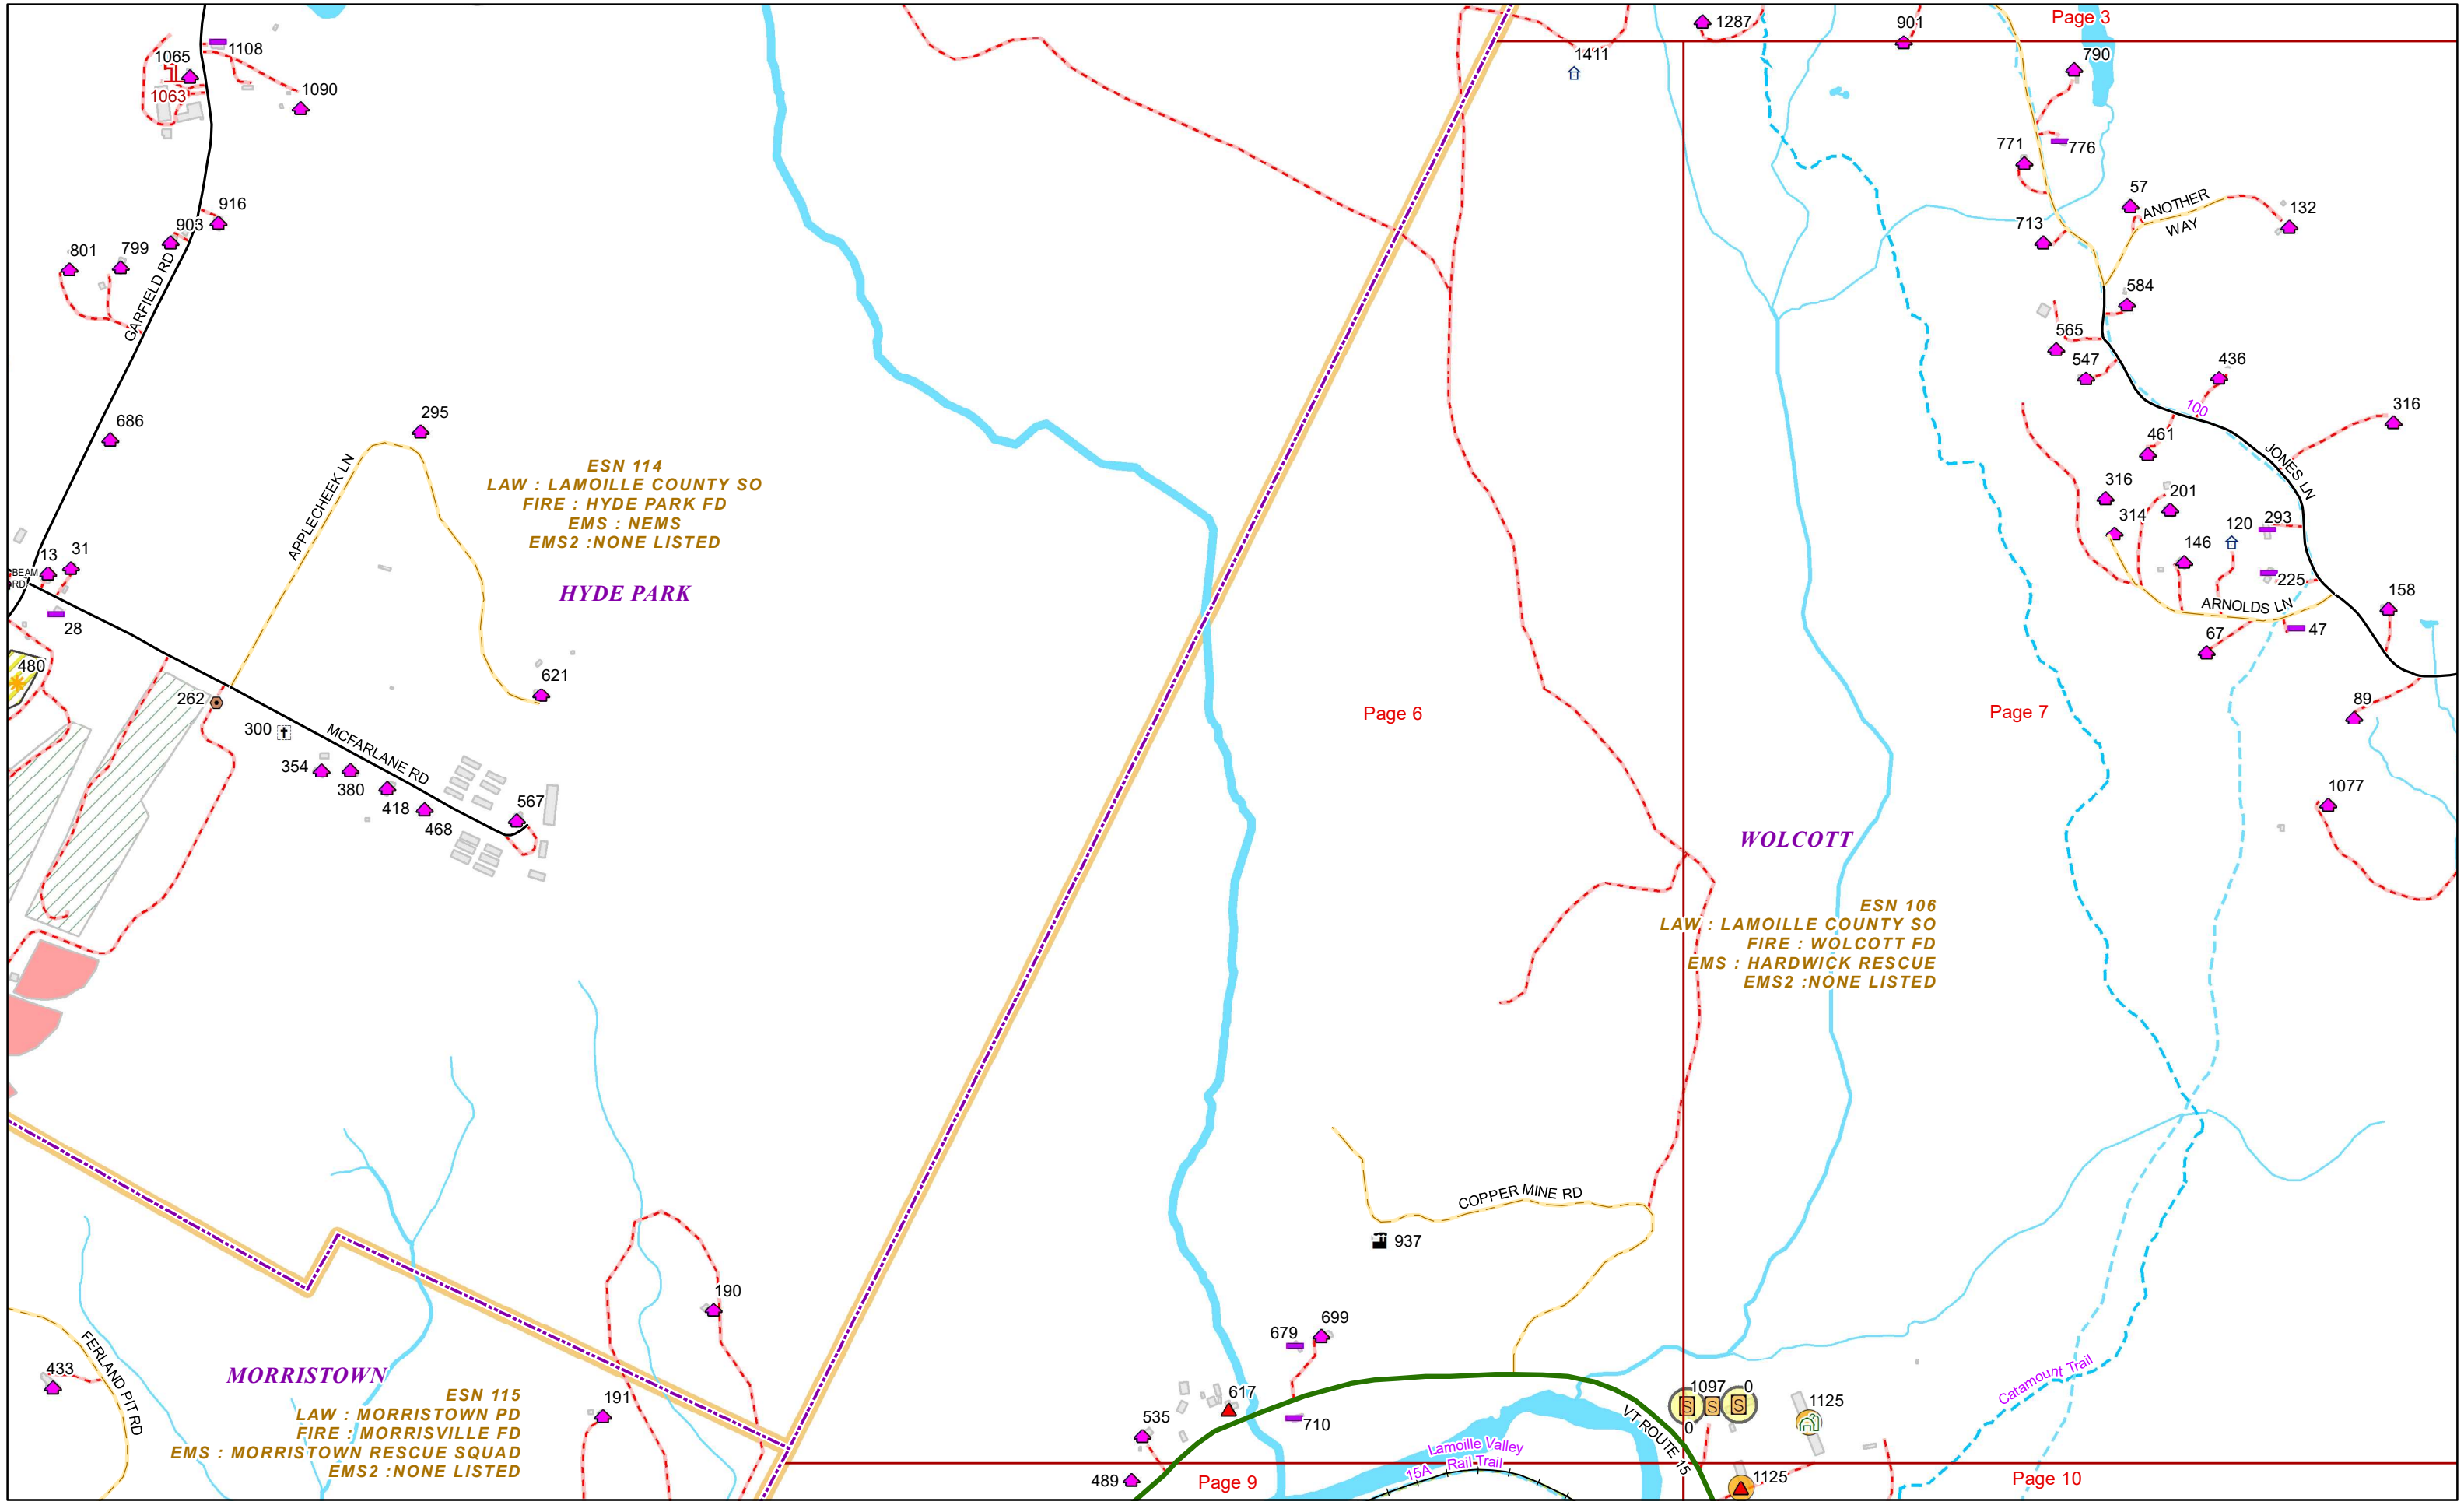 Page 3
1287
901
1065
1108
1
1063
1090
1411
790
771
776
57
ANOTHER
WAY
132
713
916
903
801
799
GARFIELD RD
584
565
547
436
100
316
461
JONES LN
686
295
APPLECHEEK LN
ESN 114
LAW : LAMOILLE COUNTY SO
FIRE : HYDE PARK FD
EMS : NEMS
EMS2 :NONE LISTED
HYDE PARK
316
201
314
120
293
146
225
ARNOLDS LN
158
67
47
13
31
BEAM
RD
28
480
262
621
300
MCFARLANE RD
354
380
418
468
567
Page 6
Page 7
89
1077
WOLCOTT
ESN 106
LAW : LAMOILLE COUNTY SO
FIRE : WOLCOTT FD
EMS : HARDWICK RESCUE
EMS2 :NONE LISTED
COPPER MINE RD
937
190
699
679
433
FERLAND PIT RD
MORRISTOWN
ESN 115
LAW : MORRISTOWN PD
FIRE : MORRISVILLE FD
EMS : MORRISTOWN RESCUE SQUAD
EMS2 :NONE LISTED
191
617
535
710
489
Page 9
VT ROUTE 15
Lamoille Valley
Rail Trail
15A
S
S
S
1097
0
0
1125
1125
Catamount Trail
Page 10